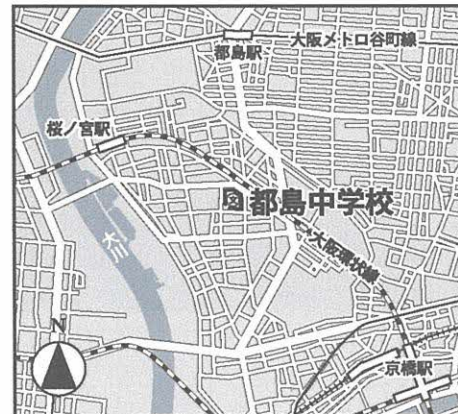 大阪メトロ谷町線
都島駅
桜ノ宮駅
都島中学校
大川
大阪環状線
N
京橋駅